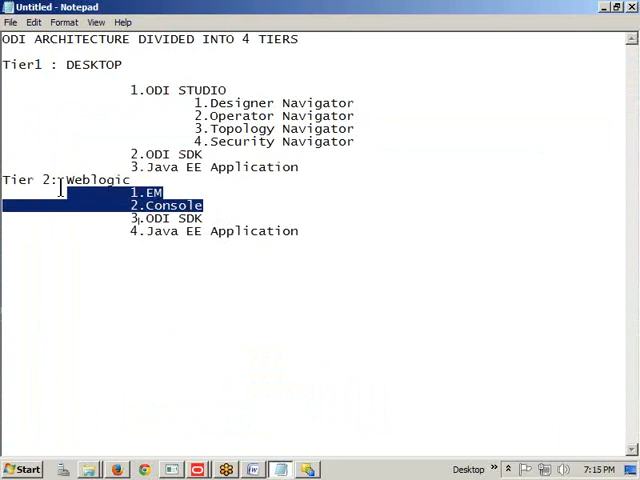 Untitled - Notepad
File Edit Format View Help
ODI ARCHITECTURE DIVIDED INTO 4 TIERS
Tier1 : DESKTOP
1.ODI STUDIO
1.Designer Navigator
2.Operator Navigator
3.Topology Navigator
4.Security Navigator
2.ODI SDK
3.Java EE Application
Tier 2: Weblogic
1.EM
2.Console
3.ODI SDK
4.Java EE Application
Start Desktop 7:15 PM